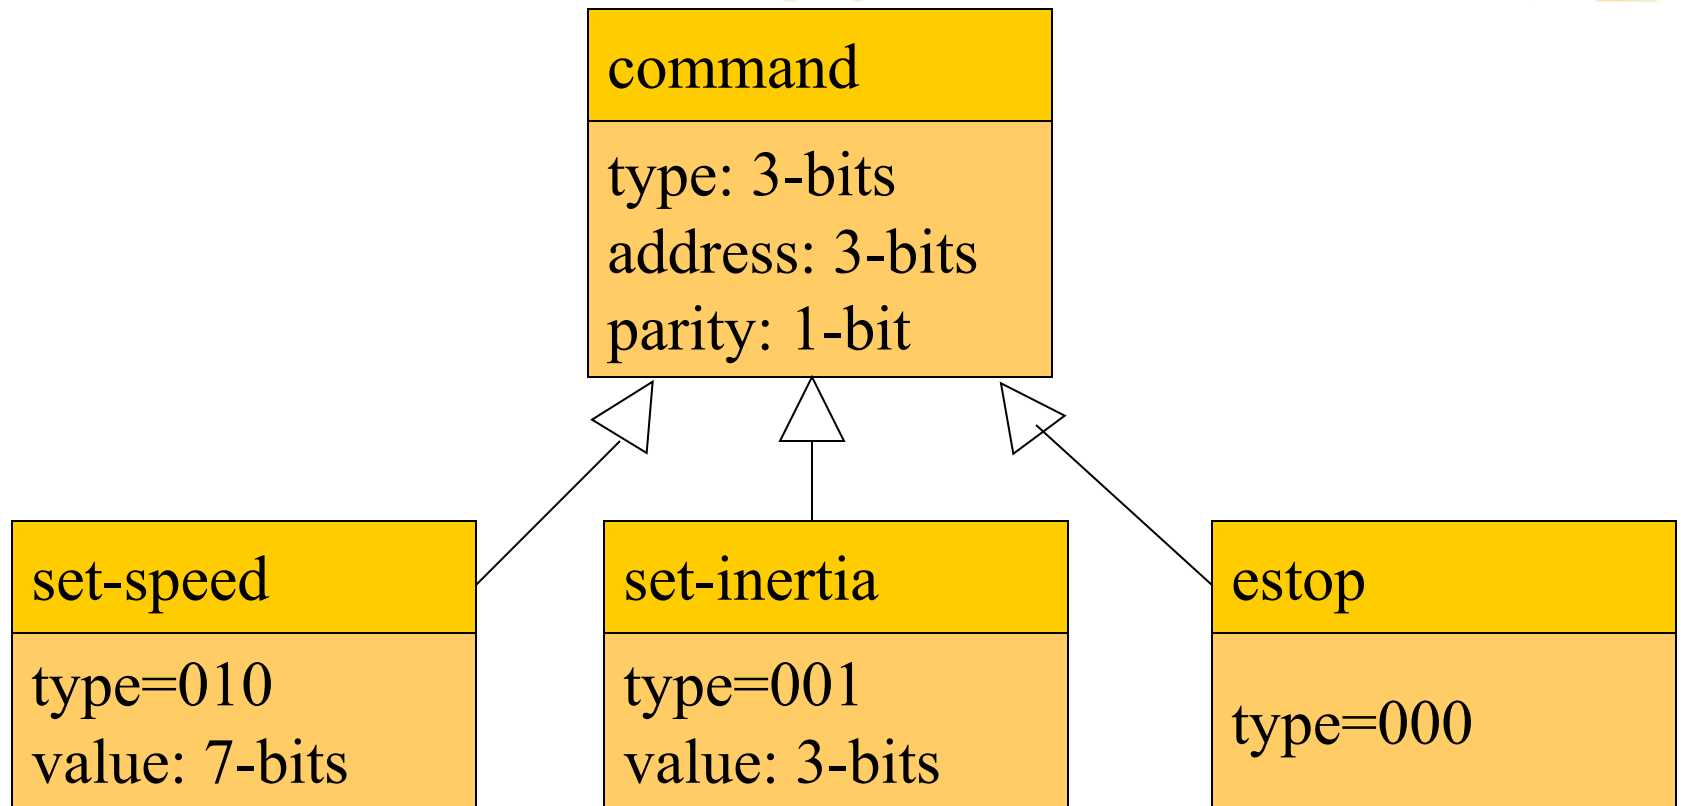 command
type: 3-bits
address: 3-bits
parity: 1-bit
set-speed
type=010
value: 7-bits
set-inertia
type=001
value: 3-bits
estop
type=000